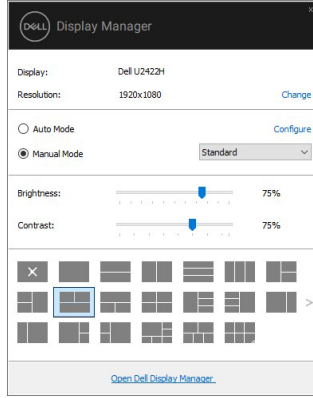 DELL Display Manager
Display: Dell U2422H
Resolution: 1920x1080 Change
Auto Mode Configure
Manual Mode Standard
Brightness: 75%
Contrast: 75%
Open Dell Display Manager